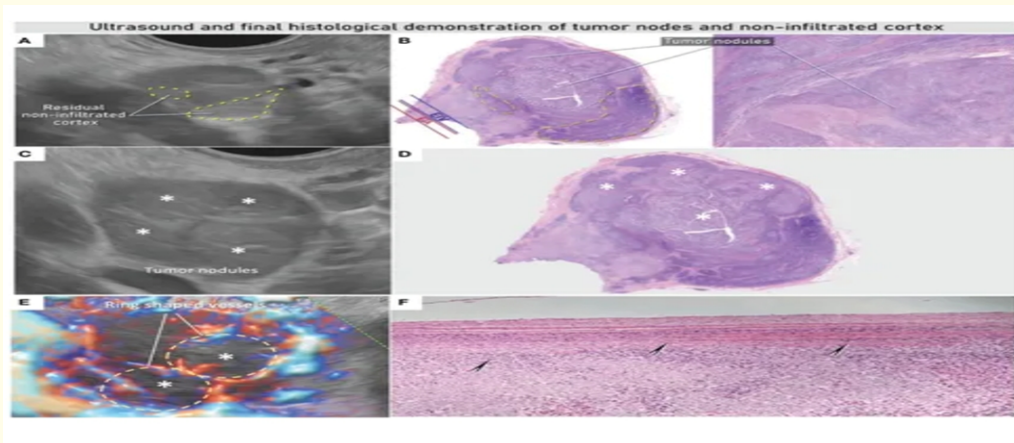 Ultrasound and final histological demonstration of tumor nodes and non-infiltrated cortex
A
Residual
non-infiltrated
cortex
B
Tumor nodules
C
Tumor nodules
D
E
Ring shaped vessels
F